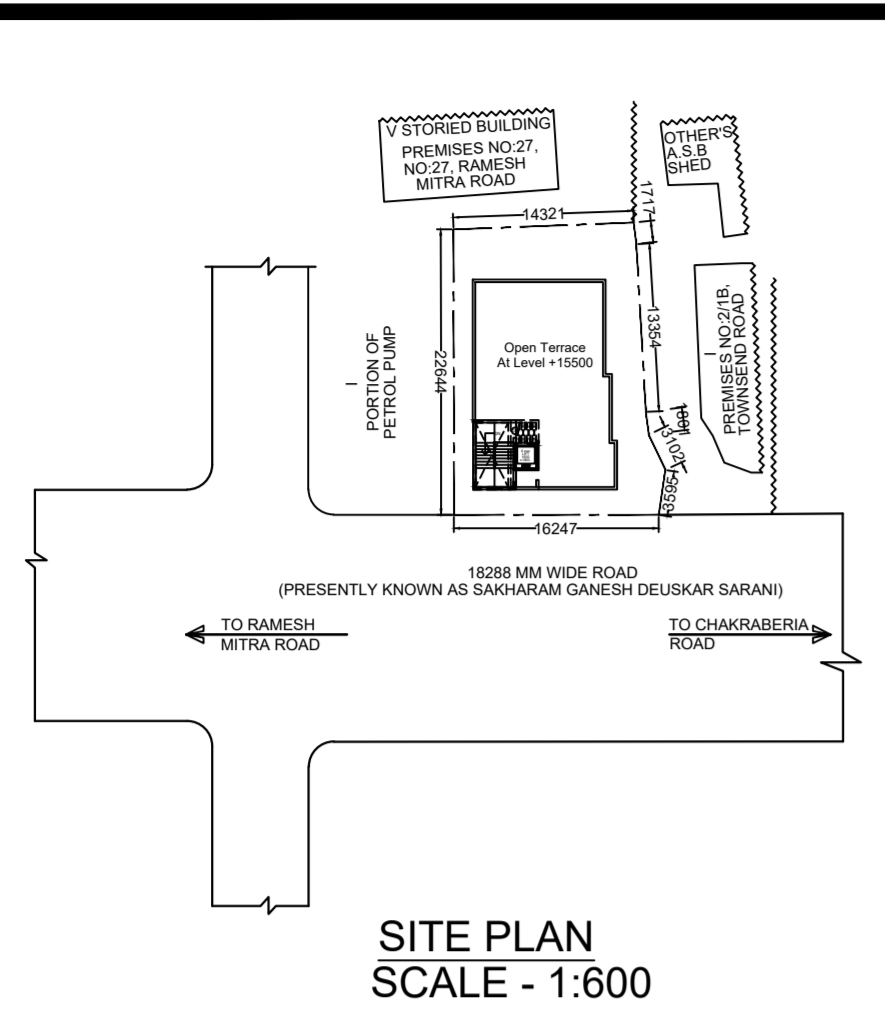 V STORIED BUILDING
PREMISES NO:27,
NO:27, RAMESH
MITRA ROAD
OTHER'S
A.S.B
SHED
14321
1717
13354
22644
I
PORTION OF
PETROL PUMP
Open Terrace
At Level +15500
I
PREMISES NO:2/1B,
TOWNSEND ROAD
1801
3102
3595
16247
18288 MM WIDE ROAD
(PRESENTLY KNOWN AS SAKHARAM GANESH DEUSKAR SARANI)
TO RAMESH
MITRA ROAD
TO CHAKRABERIA
ROAD
SITE PLAN
SCALE - 1:600